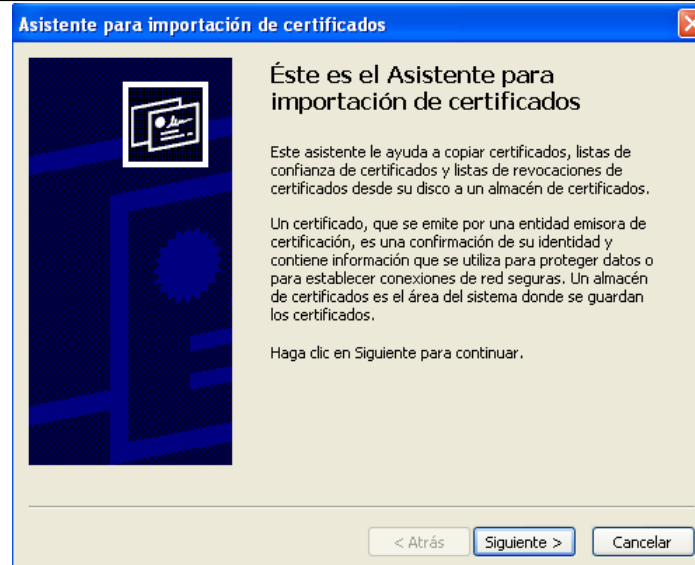 Asistente para importación de certificados
Éste es el Asistente para
importación de certificados
Este asistente le ayuda a copiar certificados, listas de
confianza de certificados y listas de revocaciones de
certificados desde su disco a un almacén de certificados.
Un certificado, que se emite por una entidad emisora de
certificación, es una confirmación de su identidad y
contiene información que se utiliza para proteger datos o
para establecer conexiones de red seguras. Un almacén
de certificados es el área del sistema donde se guardan
los certificados.
Haga clic en Siguiente para continuar.
< Atrás
Siguiente >
Cancelar